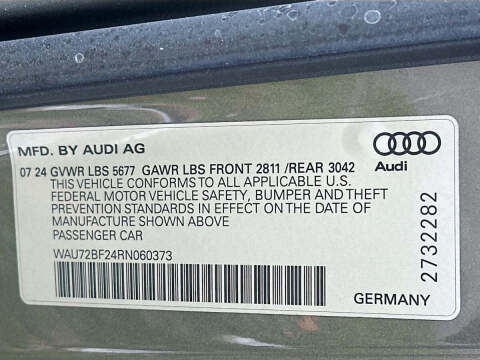 MFD. BY AUDI AG
07 24 GVWR LBS 5677 GAWR LBS FRONT 2811 /REAR 3042
THIS VEHICLE CONFORMS TO ALL APPLICABLE U.S.
FEDERAL MOTOR VEHICLE SAFETY, BUMPER AND THEFT
PREVENTION STANDARDS IN EFFECT ON THE DATE OF
MANUFACTURE SHOWN ABOVE
PASSENGER CAR
WAU72BF24RN060373
Audi
2732282
GERMANY